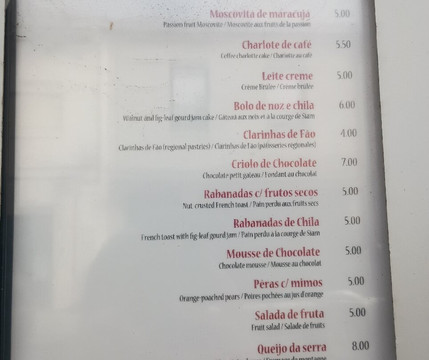 Moscovita de maracujá 5.00
Passion fruit Moscovito / Moscovite aux fruits de la passion
Charlote de café 5.50
Coffee charlotte cake / Charlotte au café
Leite creme 5.00
Crème Brûlée / Crème brûlée
Bolo de noz e chila 6.00
Walnut and fig-leaf gourd jam cake / Gâteau aux noix et à la courge de Siam
Clarinhas de Fão 4.00
Clarinhas de Fão (regional pastries) / Clarinhas de Fão (pâtisseries régionales)
Criolo de Chocolate 7.00
Chocolate petit gateau / Fondant au chocolat
Rabanadas c/ frutos secos 5.00
Nut-crusted French toast / Pain perdu aux fruits secs
Rabanadas de Chila 5.00
French toast with fig-leaf gourd jam / Pain perdu à la courge de Siam
Mousse de Chocolate 5.00
Chocolate mousse / Mousse au chocolat
Pêras c/ mimos 5.00
Orange-poached pears / Poires pochées au jus d'orange
Salada de fruta 5.00
Fruit salad / Salade de fruits
Queijo da serra 8.00